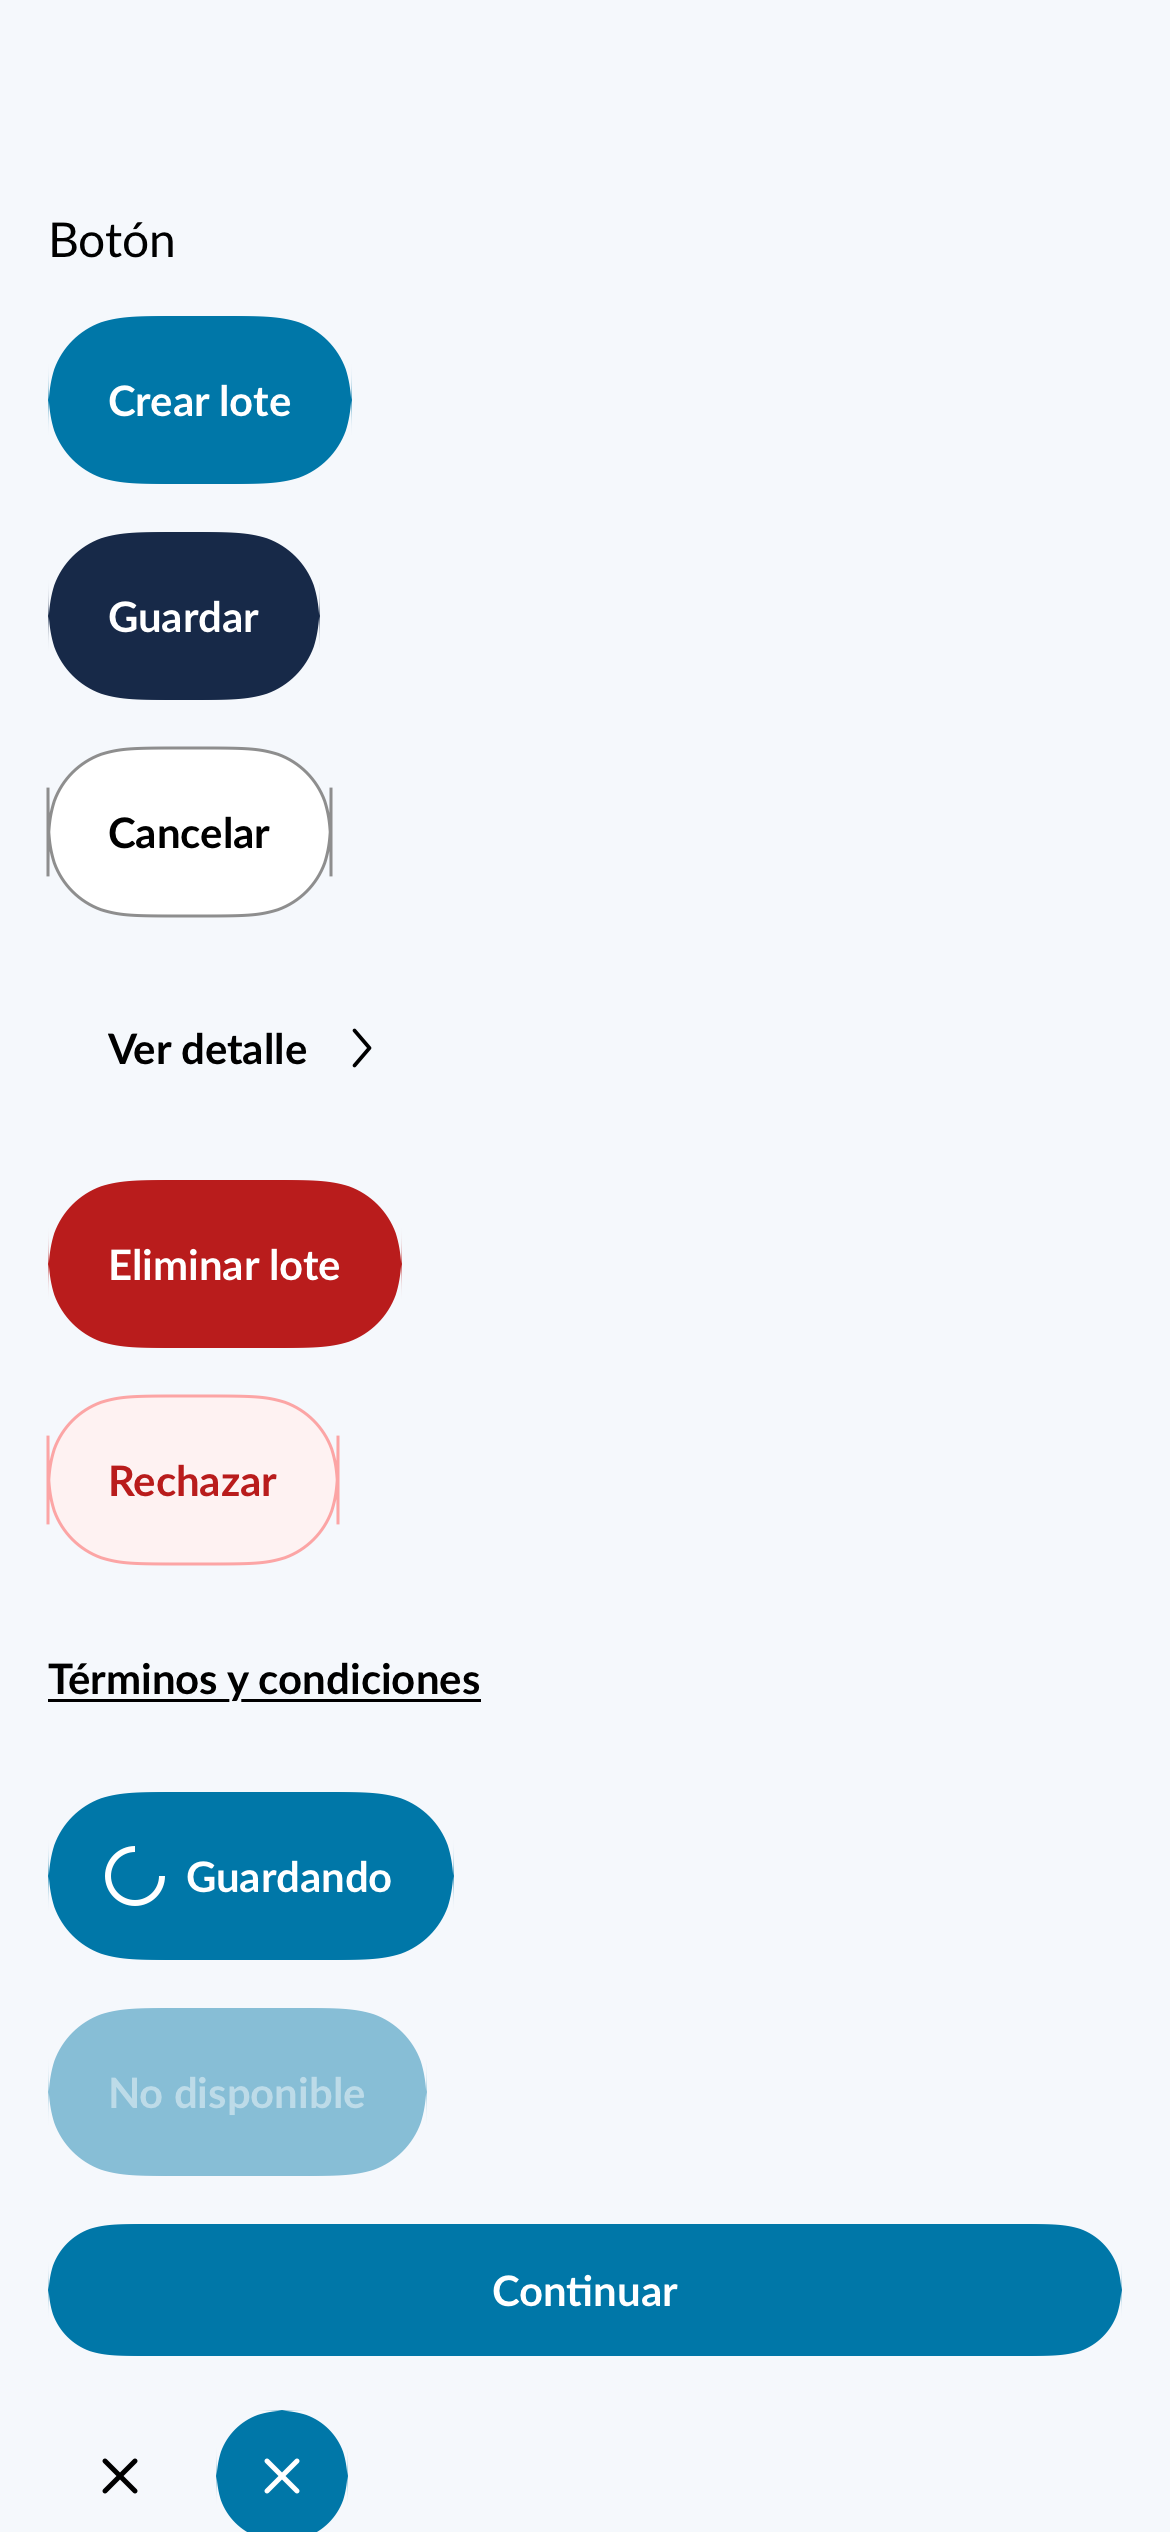 Botón
Crear lote
Guardar
Cancelar
Ver detalle
Eliminar lote
Rechazar
Términos y condiciones
Guardando
No disponible
Continuar